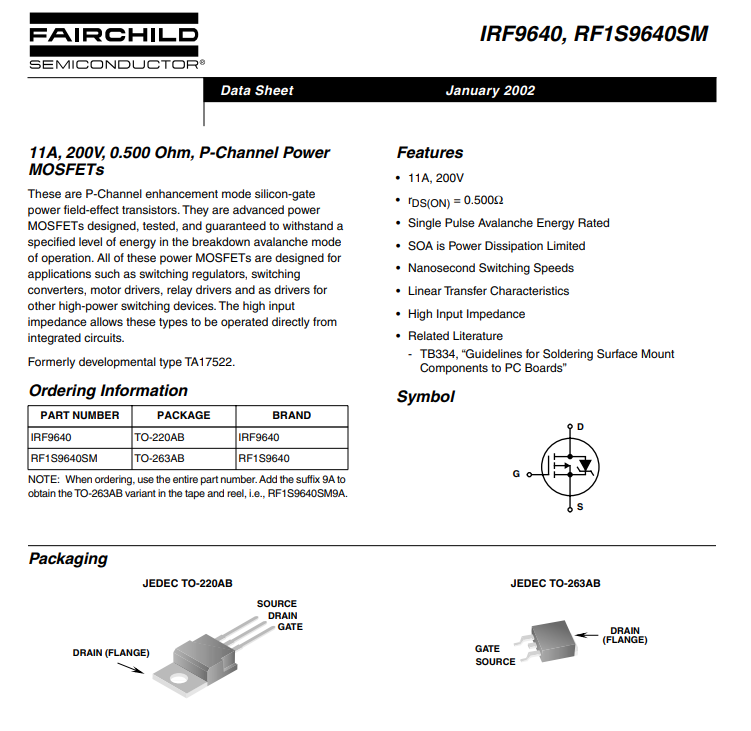 FAIRCHILD
SEMICONDUCTOR®
IRF9640, RF1S9640SM
Data Sheet
January 2002
11A, 200V, 0.500 Ohm, P-Channel Power
MOSFETs
These are P-Channel enhancement mode silicon-gate
power field-effect transistors. They are advanced power
MOSFETs designed, tested, and guaranteed to withstand a
specified level of energy in the breakdown avalanche mode
of operation. All of these power MOSFETs are designed for
applications such as switching regulators, switching
converters, motor drivers, relay drivers and as drivers for
other high-power switching devices. The high input
impedance allows these types to be operated directly from
integrated circuits.
Formerly developmental type TA17522.
Ordering Information
PART NUMBER PACKAGE BRAND
IRF9640 TO-220AB IRF9640
RF1S9640SM TO-263AB RF1S9640
NOTE: When ordering, use the entire part number. Add the suffix 9A to
obtain the TO-263AB variant in the tape and reel, i.e., RF1S9640SM9A.
Features
• 11A, 200V
• rDS(ON) = 0.500Ω
• Single Pulse Avalanche Energy Rated
• SOA is Power Dissipation Limited
• Nanosecond Switching Speeds
• Linear Transfer Characteristics
• High Input Impedance
• Related Literature
- TB334, “Guidelines for Soldering Surface Mount
Components to PC Boards”
Symbol
D
G
S
Packaging
JEDEC TO-220AB
SOURCE
DRAIN
GATE
DRAIN (FLANGE)
JEDEC TO-263AB
DRAIN
(FLANGE)
GATE
SOURCE